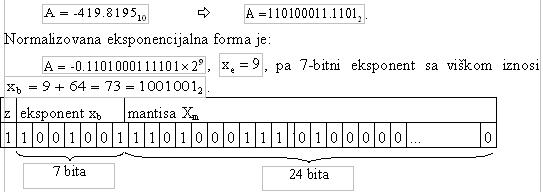 A = -419.8195₁₀ ⇨ A =110100011.1101₂.
Normalizovana eksponencijalna forma je:
A = -0.1101000111101×2⁹, xₑ = 9, pa 7-bitni eksponent sa viškom iznosi
x_b = 9 + 64 = 73 = 1001001₂.
z eksponent x_b mantisa X_m
1 1 0 0 1 0 0 1 1 1 0 1 0 0 0 1 1 1 0 1 0 0 0 0 0 ... 0
7 bita 24 bita